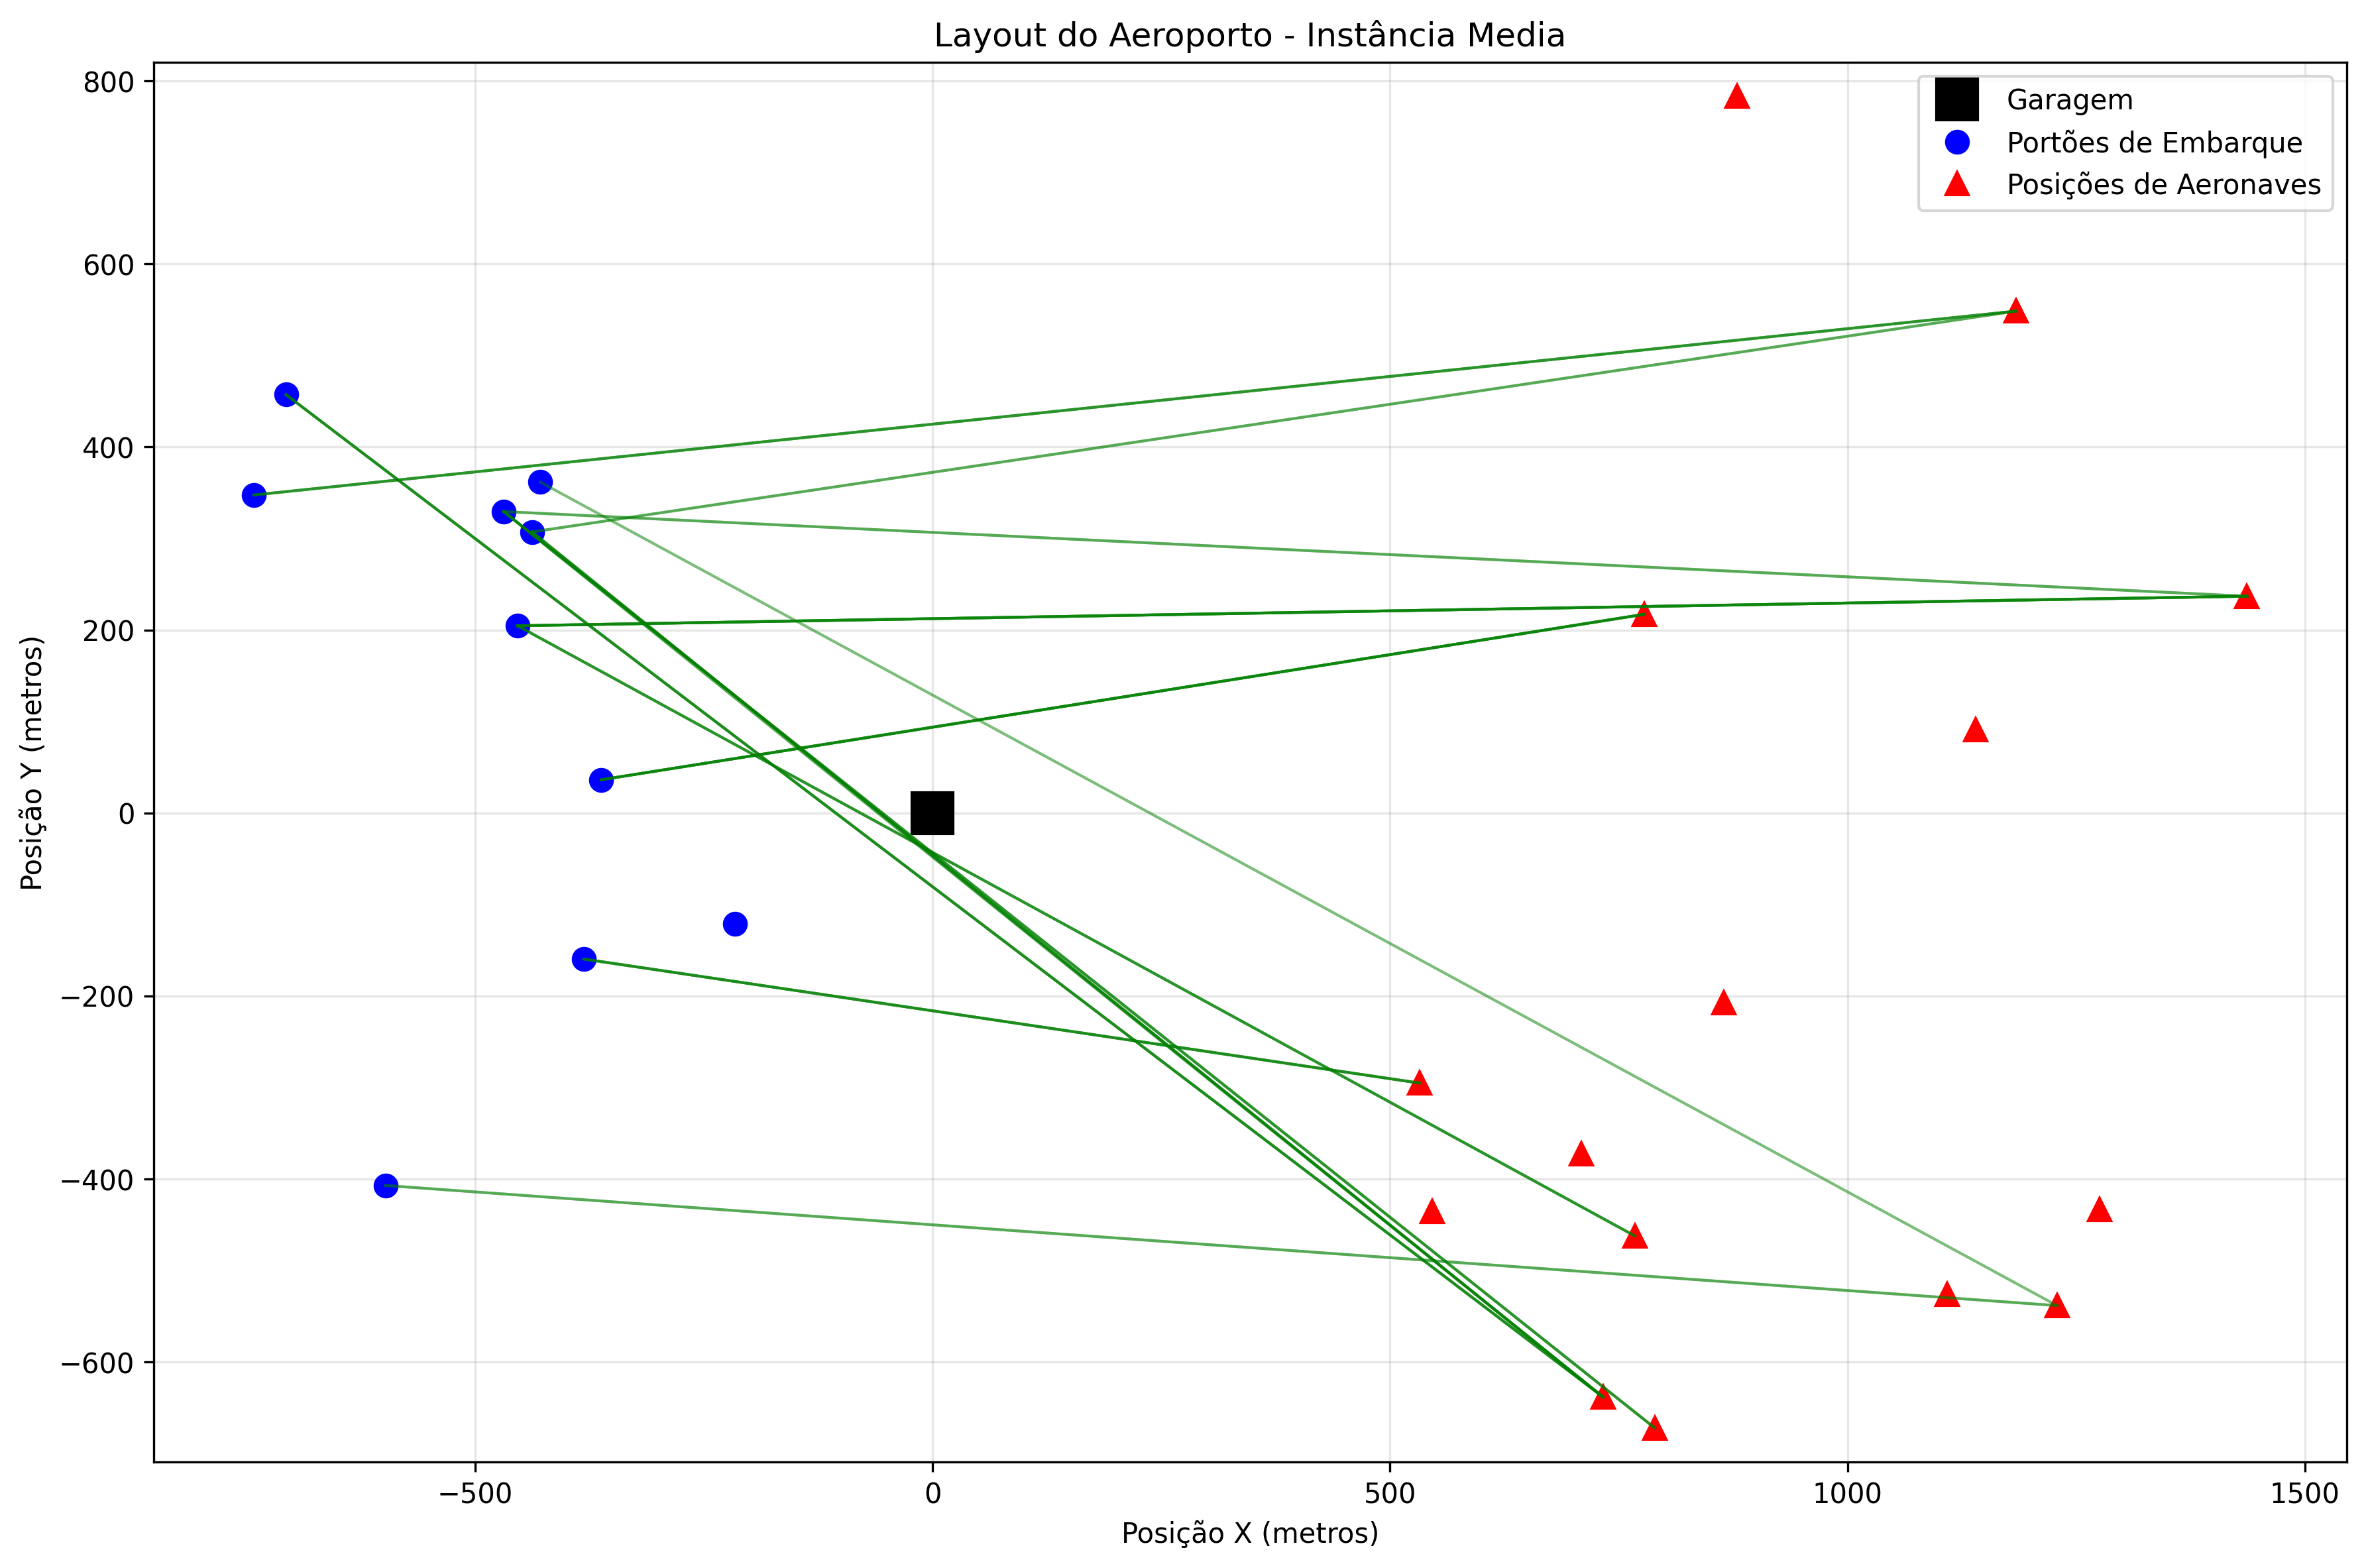 Layout do Aeroporto - Instância Media
Garagem
Portões de Embarque
Posições de Aeronaves
800
600
400
200
0
−200
−400
−600
Posição Y (metros)
−500
0
500
1000
1500
Posição X (metros)